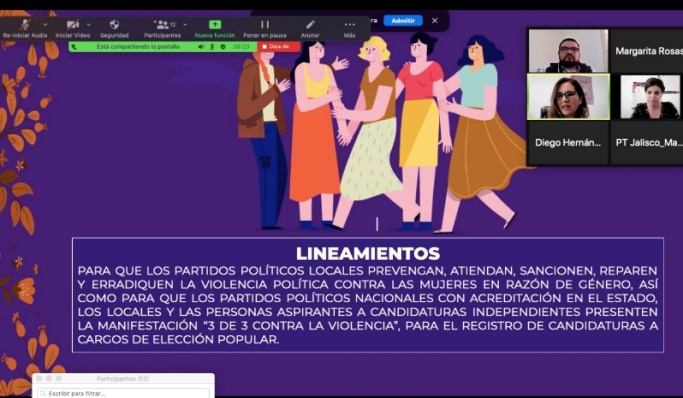 ra
Admitir
12
Re-iniciar Audio
Iniciar Video
Seguridad
Participantes
Nueva función
Poner en pausa
Anotar
Más
Está compartiendo la pantalla
Margarita Rosas
Diego Hernán...
PT Jalisco_Ma...
LINEAMIENTOS
PARA QUE LOS PARTIDOS POLÍTICOS LOCALES PREVENGAN, ATIENDAN, SANCIONEN, REPAREN
Y ERRADIQUEN LA VIOLENCIA POLÍTICA CONTRA LAS MUJERES EN RAZÓN DE GÉNERO, ASÍ
COMO PARA QUE LOS PARTIDOS POLÍTICOS NACIONALES CON ACREDITACIÓN EN EL ESTADO,
LOS LOCALES Y LAS PERSONAS ASPIRANTES A CANDIDATURAS INDEPENDIENTES PRESENTEN
LA MANIFESTACIÓN “3 DE 3 CONTRA LA VIOLENCIA”, PARA EL REGISTRO DE CANDIDATURAS A
CARGOS DE ELECCIÓN POPULAR.
Participantes (12)
Escribir para filtrar...